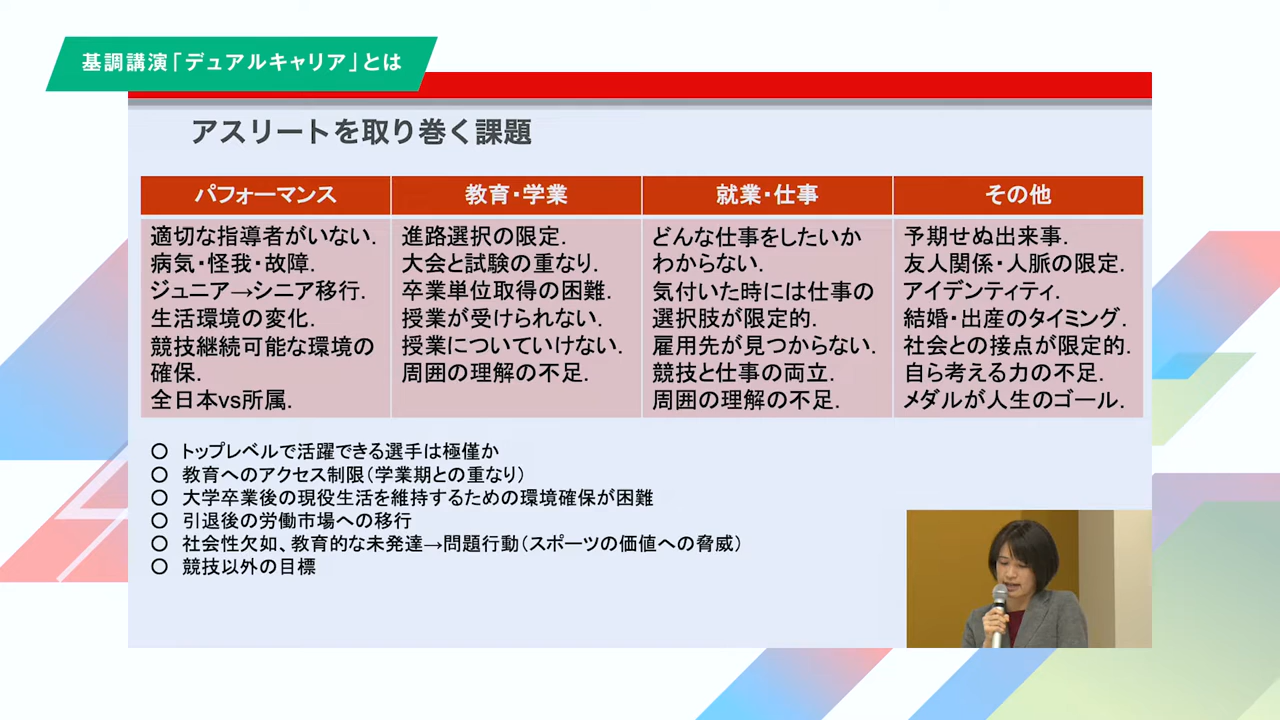 基調講演「デュアルキャリア」とは
アスリートを取り巻く課題
パフォーマンス
教育・学業
就業・仕事
その他
適切な指導者がいない.
病気・怪我・故障.
ジュニア→シニア移行.
生活環境の変化.
競技継続可能な環境の
確保.
全日本vs所属.
進路選択の限定.
大会と試験の重なり.
卒業単位取得の困難.
授業が受けられない.
授業についていけない.
周囲の理解の不足.
どんな仕事をしたいか
わからない.
気付いた時には仕事の
選択肢が限定的.
雇用先が見つからない.
競技と仕事の両立.
周囲の理解の不足.
予期せぬ出来事.
友人関係・人脈の限定.
アイデンティティ.
結婚・出産のタイミング.
社会との接点が限定的.
自ら考える力の不足.
メダルが人生のゴール.
○ トップレベルで活躍できる選手は極僅か
○ 教育へのアクセス制限(学業期との重なり)
○ 大学卒業後の現役生活を維持するための環境確保が困難
○ 引退後の労働市場への移行
○ 社会性欠如、教育的な未発達→問題行動(スポーツの価値への脅威)
○ 競技以外の目標